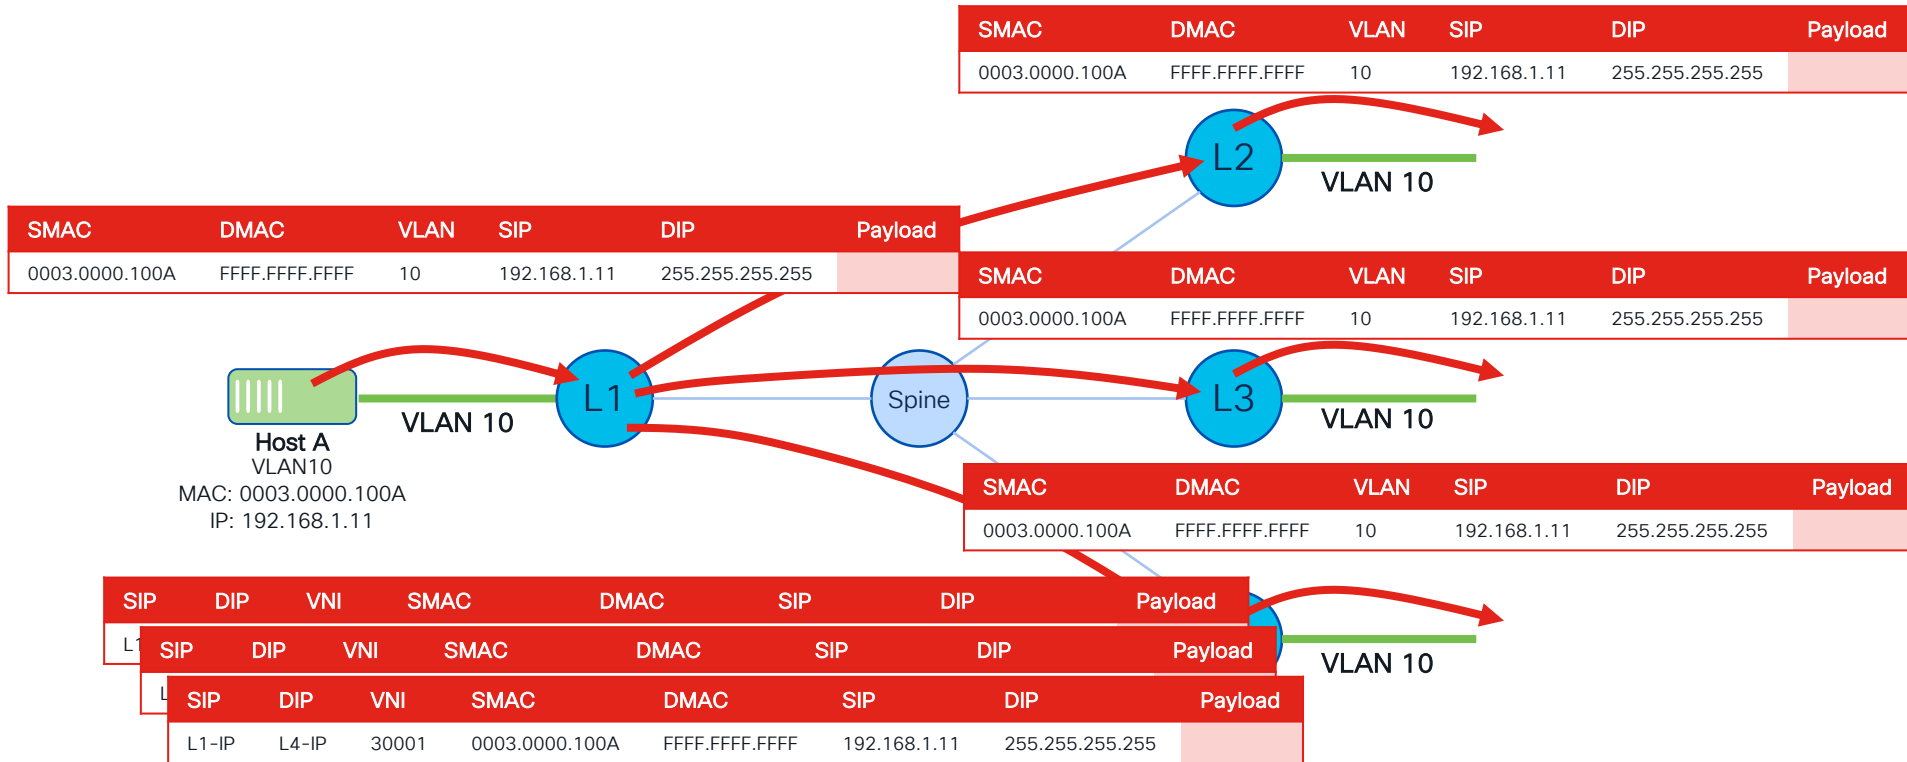 SMAC DMAC VLAN SIP DIP Payload
0003.0000.100A FFFF.FFFF.FFFF 10 192.168.1.11 255.255.255.255
L2
VLAN 10
SMAC DMAC VLAN SIP DIP Payload
0003.0000.100A FFFF.FFFF.FFFF 10 192.168.1.11 255.255.255.255
SMAC DMAC VLAN SIP DIP Payload
0003.0000.100A FFFF.FFFF.FFFF 10 192.168.1.11 255.255.255.255
L1
Spine
L3
VLAN 10
VLAN 10
Host A
VLAN10
MAC: 0003.0000.100A
IP: 192.168.1.11
SMAC DMAC VLAN SIP DIP Payload
0003.0000.100A FFFF.FFFF.FFFF 10 192.168.1.11 255.255.255.255
SIP DIP VNI SMAC DMAC SIP DIP Payload
L1
SIP DIP VNI SMAC DMAC SIP DIP Payload
L
VLAN 10
SIP DIP VNI SMAC DMAC SIP DIP Payload
L1-IP L4-IP 30001 0003.0000.100A FFFF.FFFF.FFFF 192.168.1.11 255.255.255.255